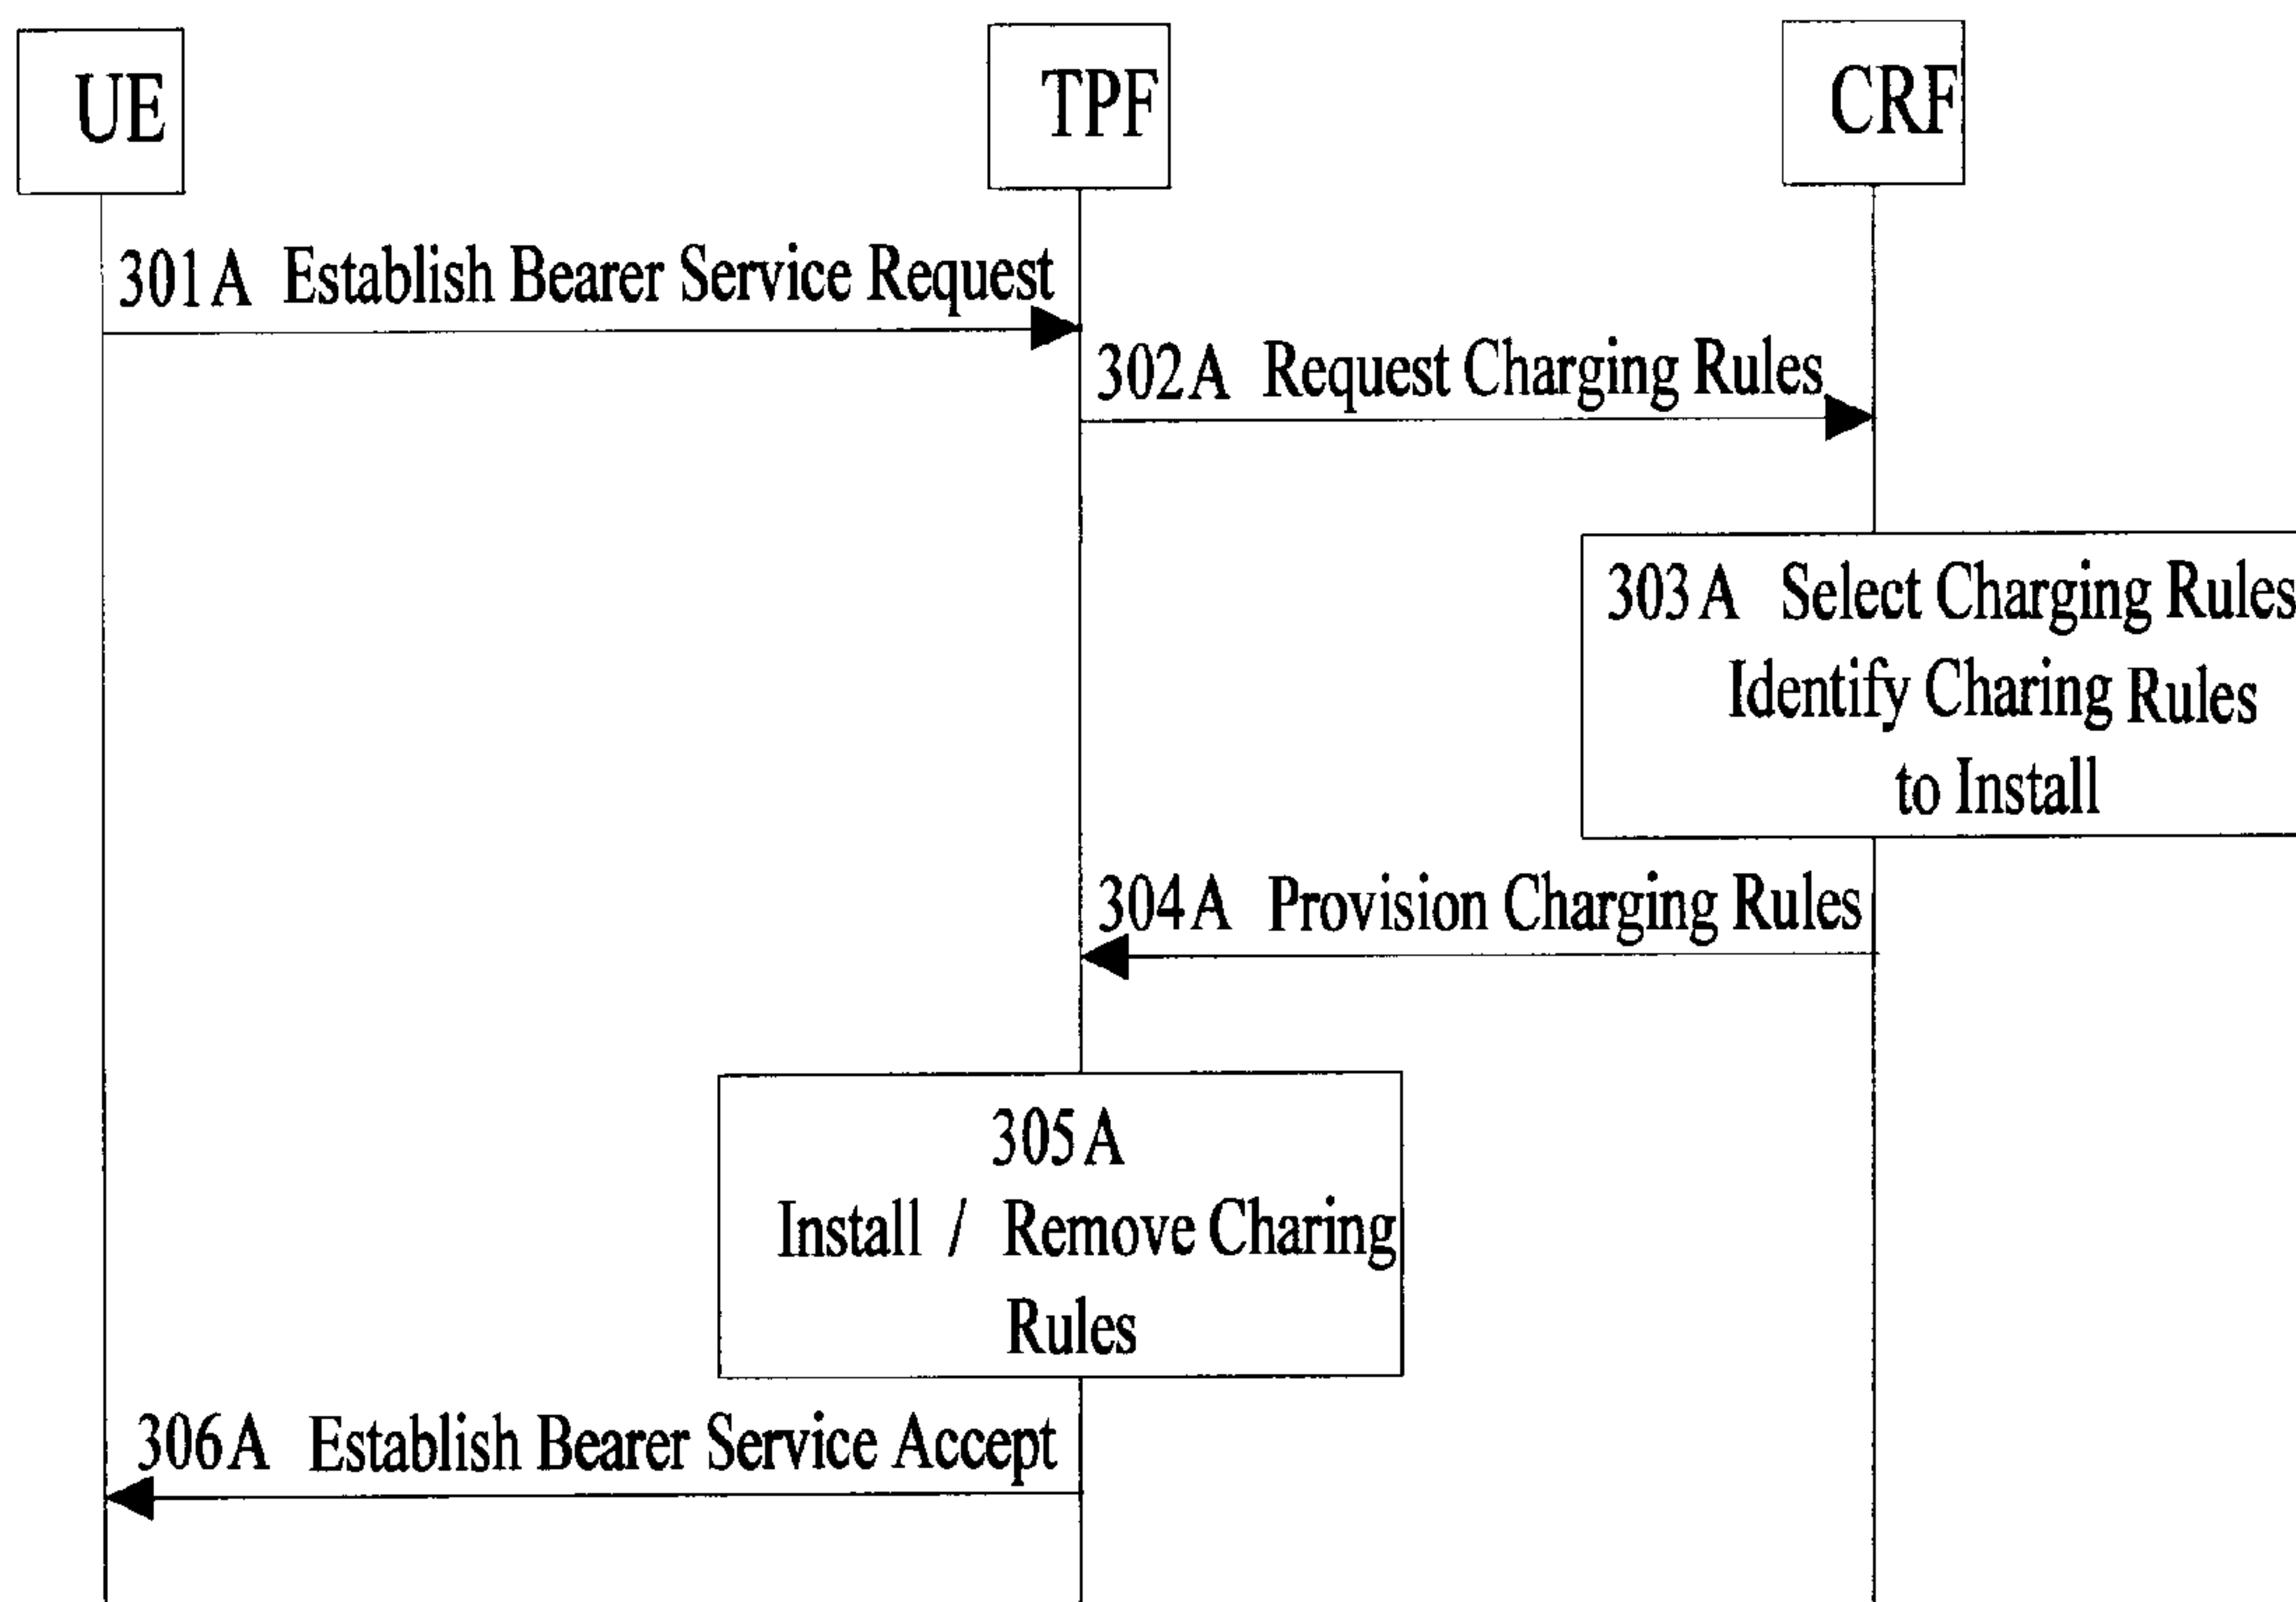 UE
TPF
CRF
301A Establish Bearer Service Request
302A Request Charging Rules
303A Select Charging Rules
Identify Charing Rules
to Install
304A Provision Charging Rules
305A
Install / Remove Charing
Rules
306A Establish Bearer Service Accept